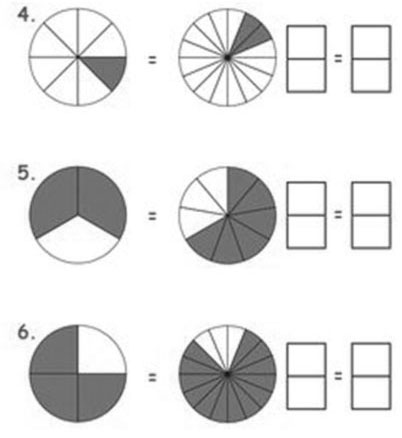 4. = =
5. = =
6. = =